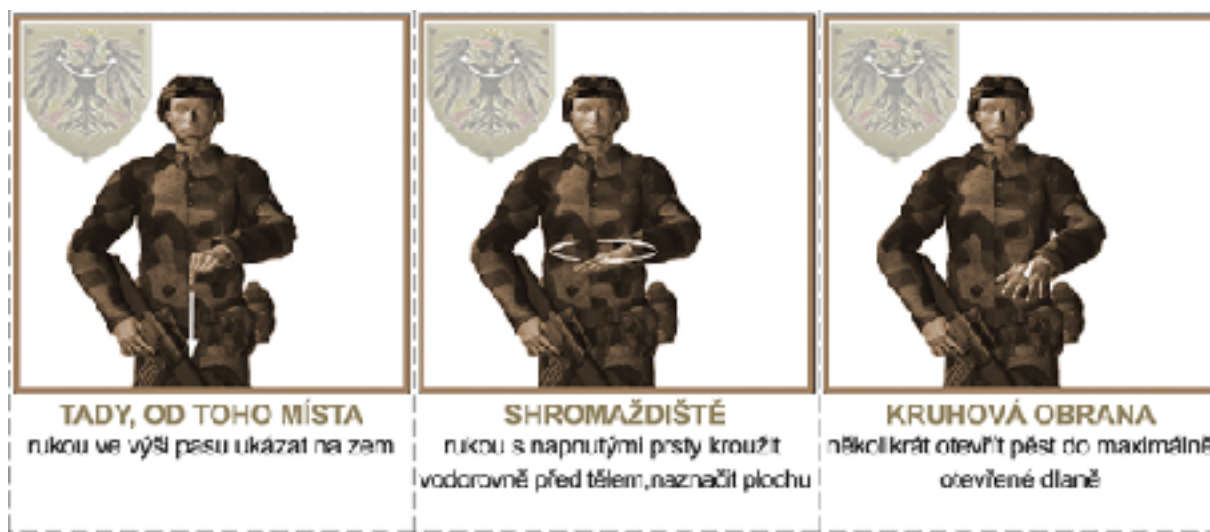 TADY, OD TOHO MÍSTA
rukou ve výši pasu ukázat na zem
SHROMAŽDIŠTĚ
rukou s napnutými prsty kroužit
vodorovně před tělem,naznačit plochu
KRUHOVÁ OBRANA
několikrát otevřít pěst do maximálně
otevřené dlaně